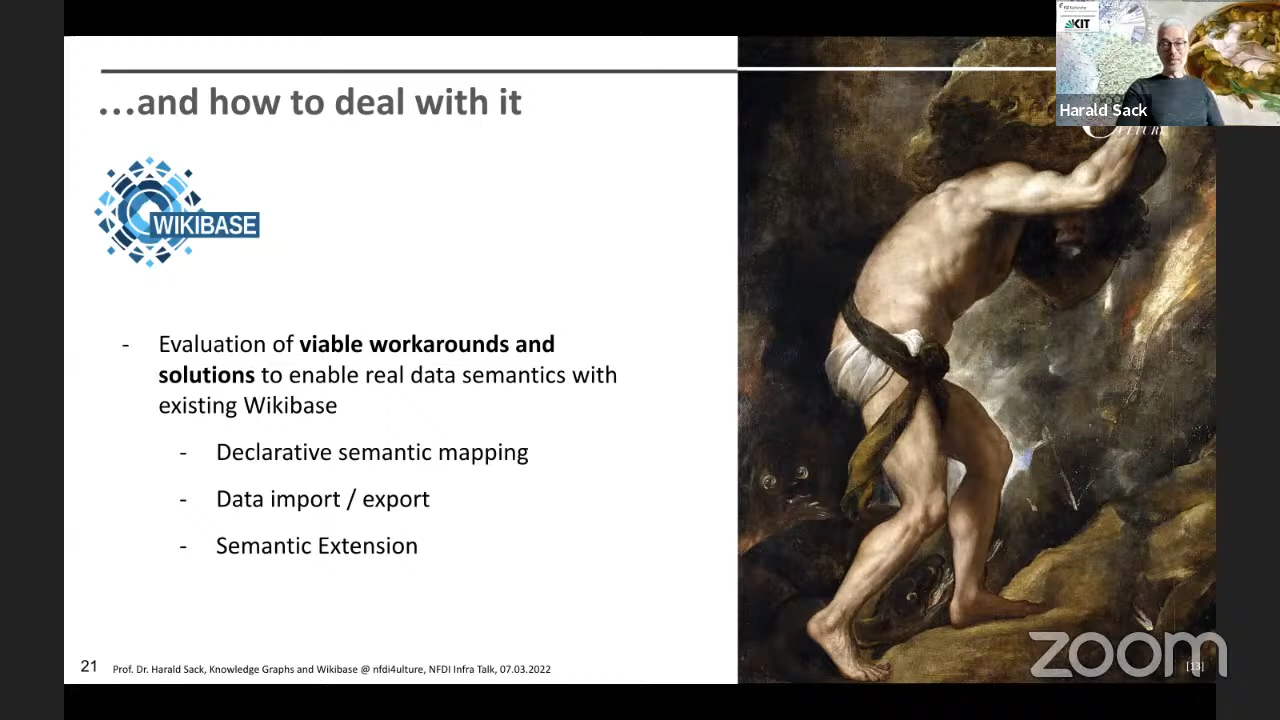 …and how to deal with it
WIKIBASE
- Evaluation of viable workarounds and
solutions to enable real data semantics with
existing Wikibase
- Declarative semantic mapping
- Data import / export
- Semantic Extension
21 Prof. Dr. Harald Sack, Knowledge Graphs and Wikibase @ nfdi4ulture, NFDI Infra Talk, 07.03.2022
KIT
Harald Sack
zoom
[13]